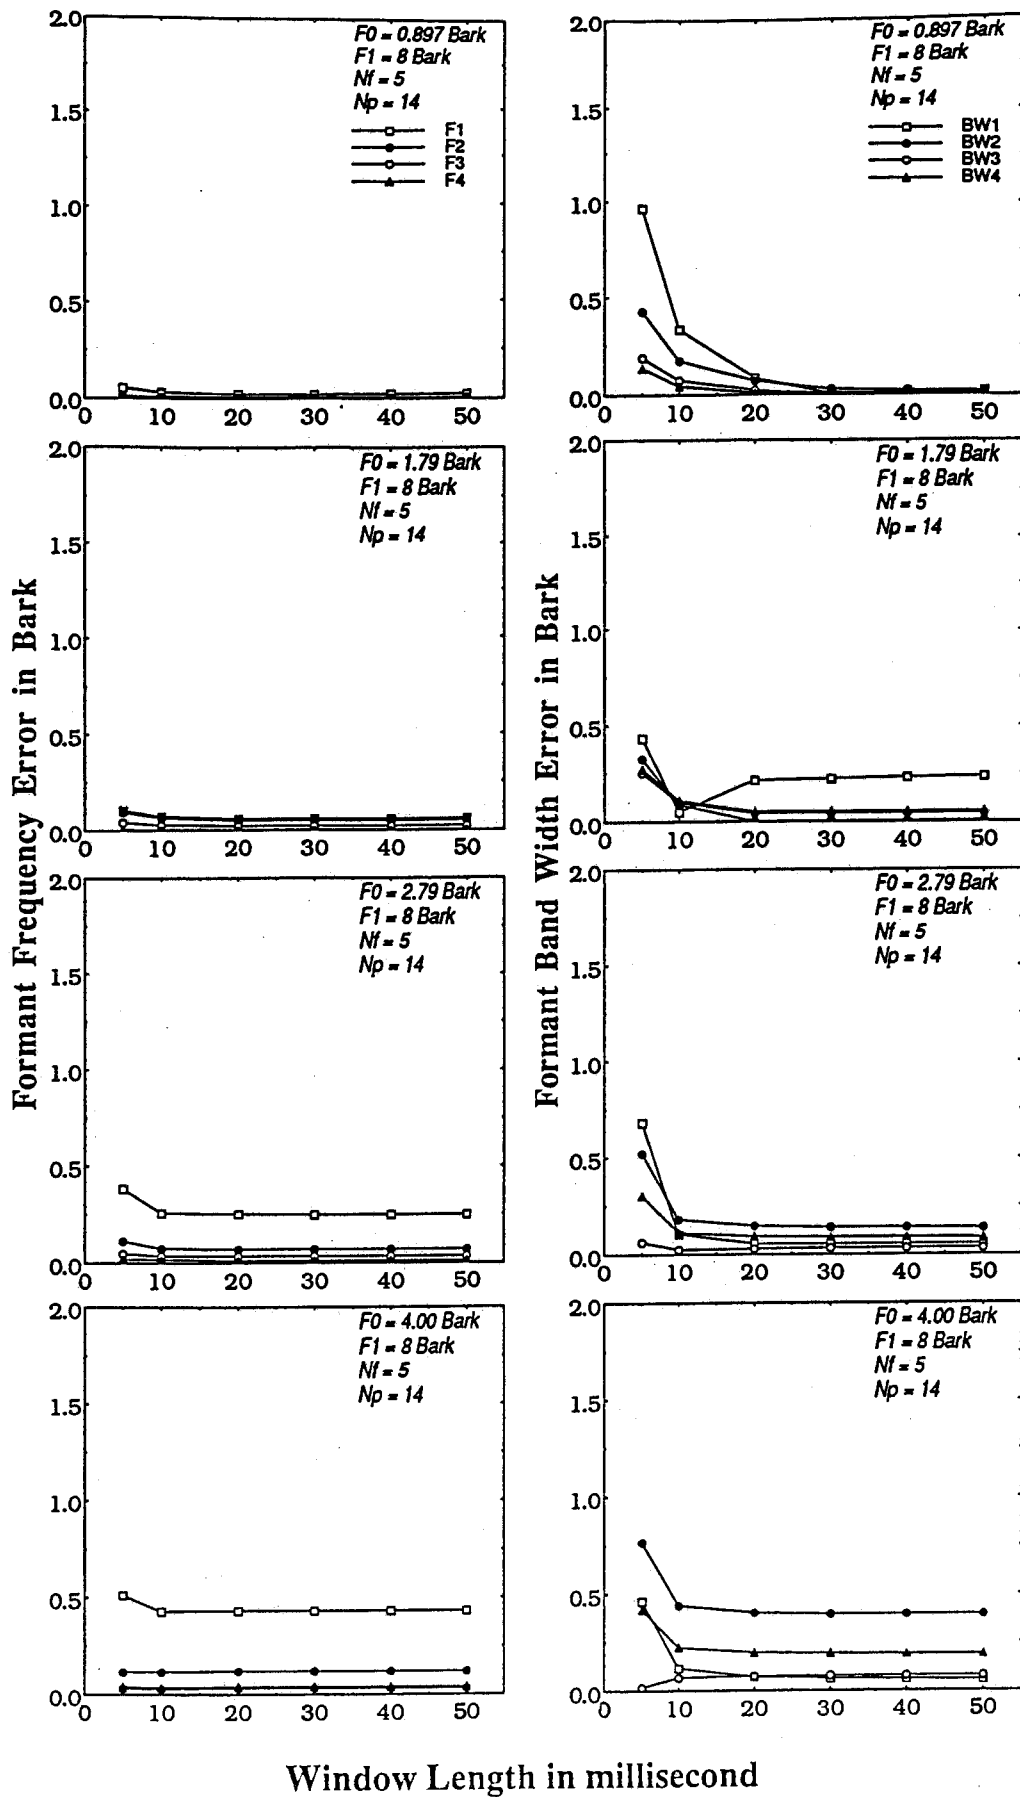 2.0
1.5
1.0
0.5
0.0
0 10 20 30 40 50
F0 = 0.897 Bark
F1 = 8 Bark
Nf = 5
Np = 14
F1
F2
F3
F4
2.0
1.5
1.0
0.5
0.0
0 10 20 30 40 50
F0 = 0.897 Bark
F1 = 8 Bark
Nf = 5
Np = 14
BW1
BW2
BW3
BW4
2.0
1.5
1.0
0.5
0.0
0 10 20 30 40 50
F0 = 1.79 Bark
F1 = 8 Bark
Nf = 5
Np = 14
2.0
1.5
1.0
0.5
0.0
0 10 20 30 40 50
F0 = 1.79 Bark
F1 = 8 Bark
Nf = 5
Np = 14
Formant Frequency Error in Bark
Formant Band Width Error in Bark
2.0
1.5
1.0
0.5
0.0
0 10 20 30 40 50
F0 = 2.79 Bark
F1 = 8 Bark
Nf = 5
Np = 14
2.0
1.5
1.0
0.5
0.0
0 10 20 30 40 50
F0 = 2.79 Bark
F1 = 8 Bark
Nf = 5
Np = 14
2.0
1.5
1.0
0.5
0.0
0 10 20 30 40 50
F0 = 4.00 Bark
F1 = 8 Bark
Nf = 5
Np = 14
2.0
1.5
1.0
0.5
0.0
0 10 20 30 40 50
F0 = 4.00 Bark
F1 = 8 Bark
Nf = 5
Np = 14
Window Length in millisecond